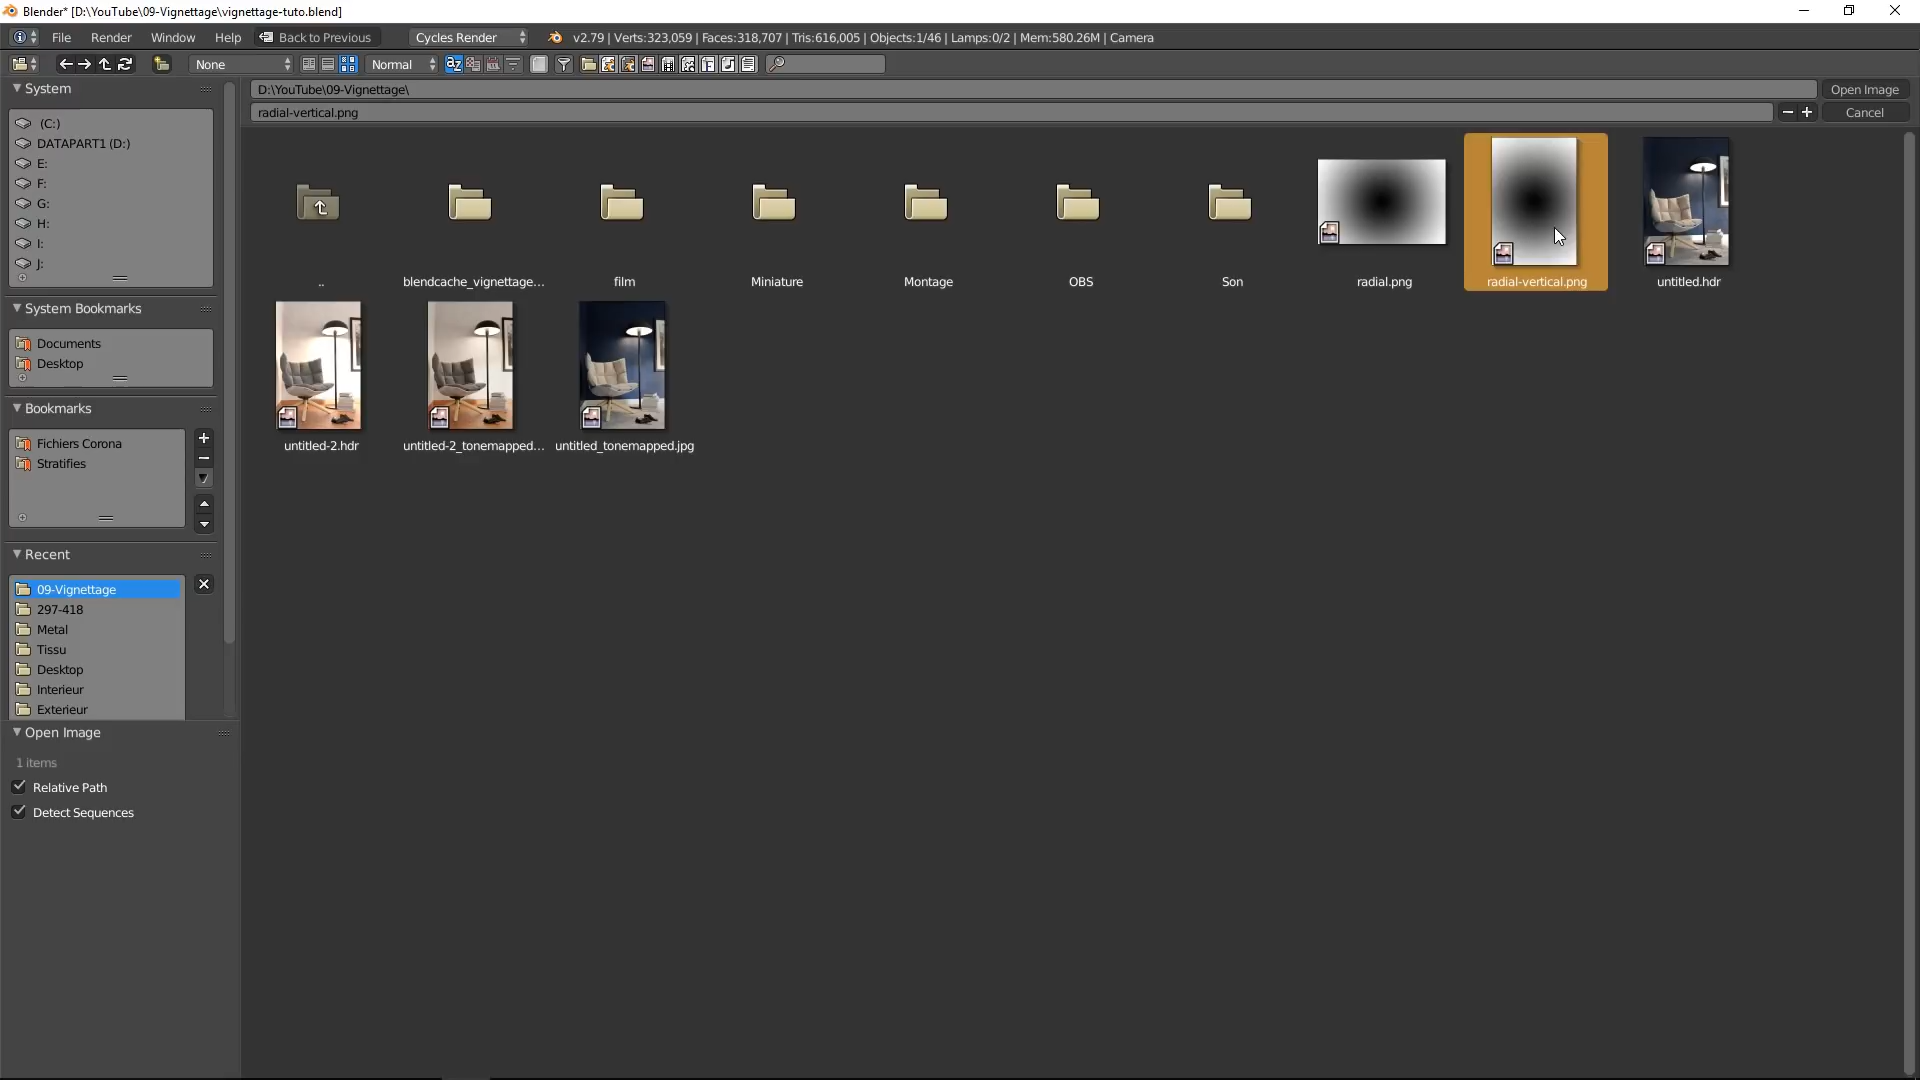 Blender* [D:\YouTube\09-Vignettage\vignettage-tuto.blend]
File Render Window Help Back to Previous Cycles Render v2.79 | Verts:323,059 | Faces:318,707 | Tris:616,005 | Objects:1/46 | Lamps:0/2 | Mem:580.26M | Camera
None Normal
System
D:\YouTube\09-Vignettage\ Open Image
radial-vertical.png Cancel
(C:)
DATAPART1 (D:)
E:
F:
G:
H:
I:
J:
.. blendcache_vignettage... film Miniature Montage OBS Son radial.png radial-vertical.png untitled.hdr
untitled-2.hdr untitled-2_tonemapped... untitled_tonemapped.jpg
System Bookmarks
Documents
Desktop
Bookmarks
Fichiers Corona
Stratifies
Recent
09-Vignettage
297-418
Metal
Tissu
Desktop
Interieur
Exterieur
Open Image
1 items
Relative Path
Detect Sequences